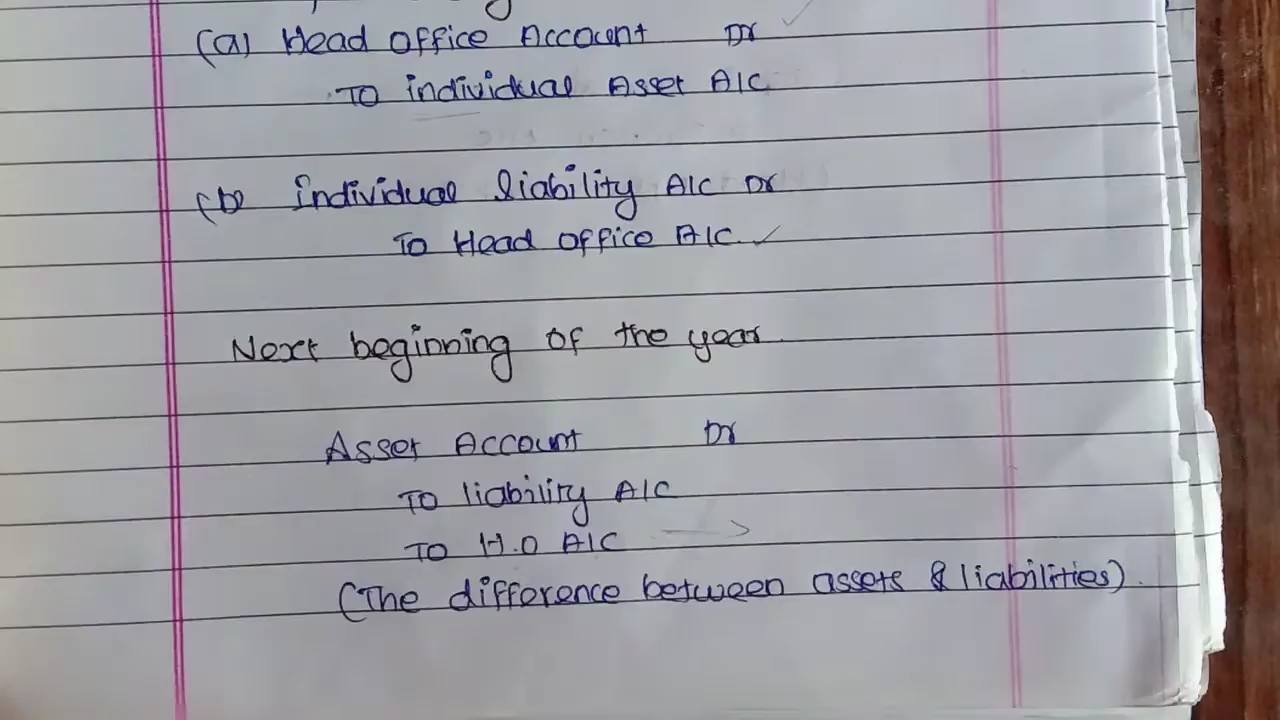 (a) Head office Account Dr
To individual Asset A/C
(b) Individual liability A/C Dr
To Head office A/C
Next beginning of the year
Asset Account Dr
To liability A/C
To H.O A/C
(The difference between assets & liabilities)